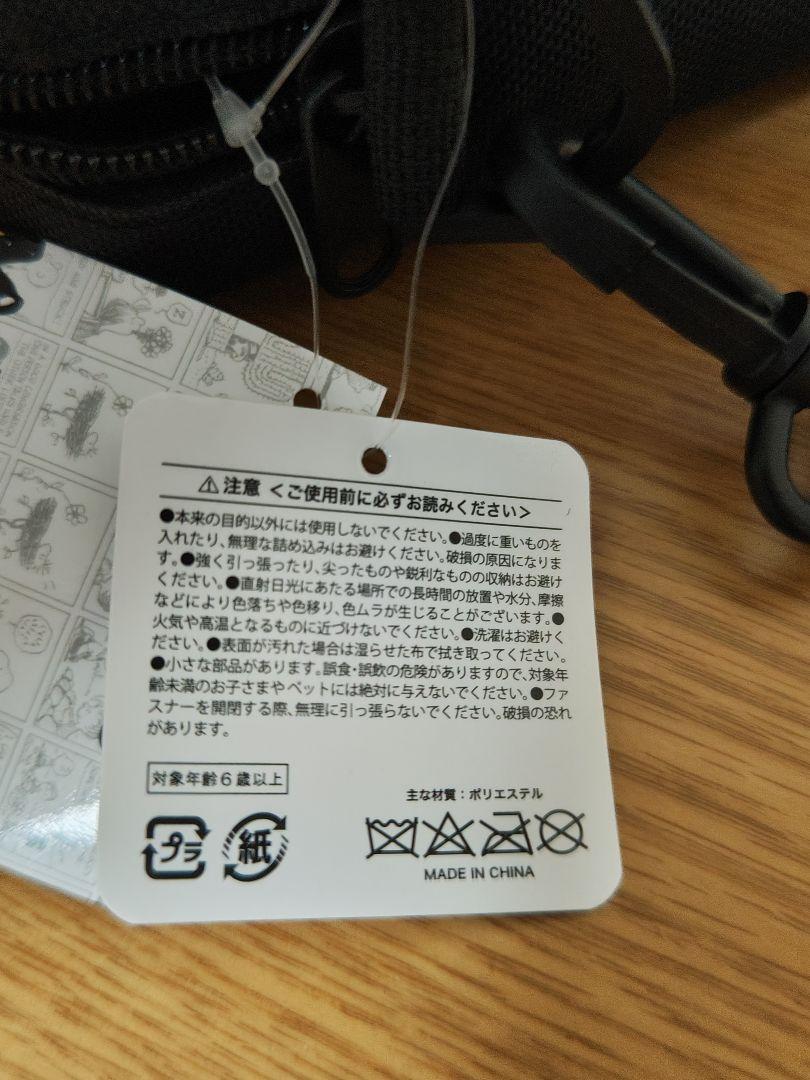 ⚠注意 <ご使用前に必ずお読みください>
●本来の目的以外には使用しないでください。●過度に重いものを
入れたり、無理な詰め込みはお避けください。破損の原因になりま
す。●強く引っ張ったり、尖ったものや鋭利なものの収納はお避け
ください。●直射日光にあたる場所での長時間の放置や水分、摩擦
などにより色落ちや色移り、色ムラが生じることがございます。●
火気や高温となるものに近づけないでください。●洗濯はお避けく
ださい。●表面が汚れた場合は湿らせた布で拭き取ってください。
●小さな部品があります。誤食・誤飲の危険がありますので、対象年
齢未満のお子さまやペットには絶対に与えないでください。●ファ
スナーを開閉する際、無理に引っ張らないでください。破損の恐れ
があります。
対象年齢6歳以上
主な材質:ポリエステル
プラ
紙
MADE IN CHINA